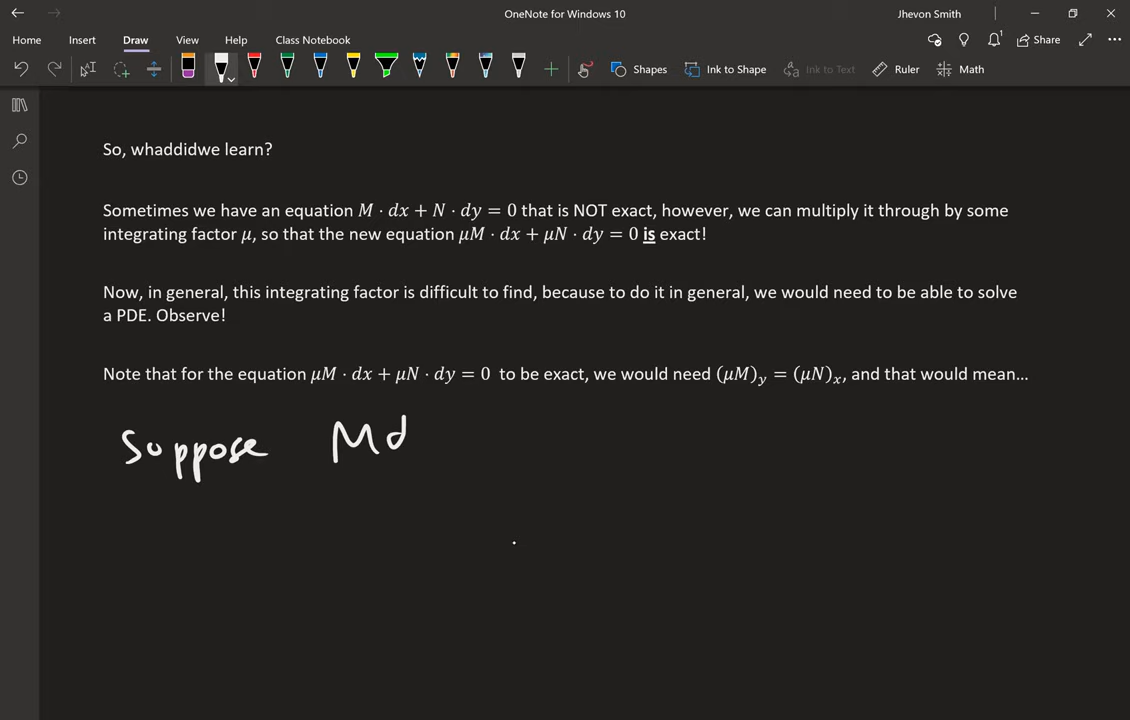 OneNote for Windows 10
Jhevon Smith
Home Insert Draw View Help Class Notebook
1 Share
Shapes Ink to Shape Ink to Text Ruler Math
So, whaddidwe learn?
Sometimes we have an equation M · dx + N · dy = 0 that is NOT exact, however, we can multiply it through by some
integrating factor μ, so that the new equation μM · dx + μN · dy = 0 is exact!
Now, in general, this integrating factor is difficult to find, because to do it in general, we would need to be able to solve
a PDE. Observe!
Note that for the equation μM · dx + μN · dy = 0 to be exact, we would need (μM)y = (μN)x, and that would mean...
Suppose Md